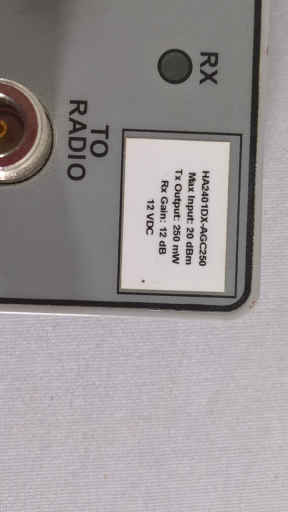 RX
TO
RADIO
HA2401DX-AGC250
Max Input: 20 dBm
Tx Output: 250 mW
Rx Gain: 12 dB
12 VDC